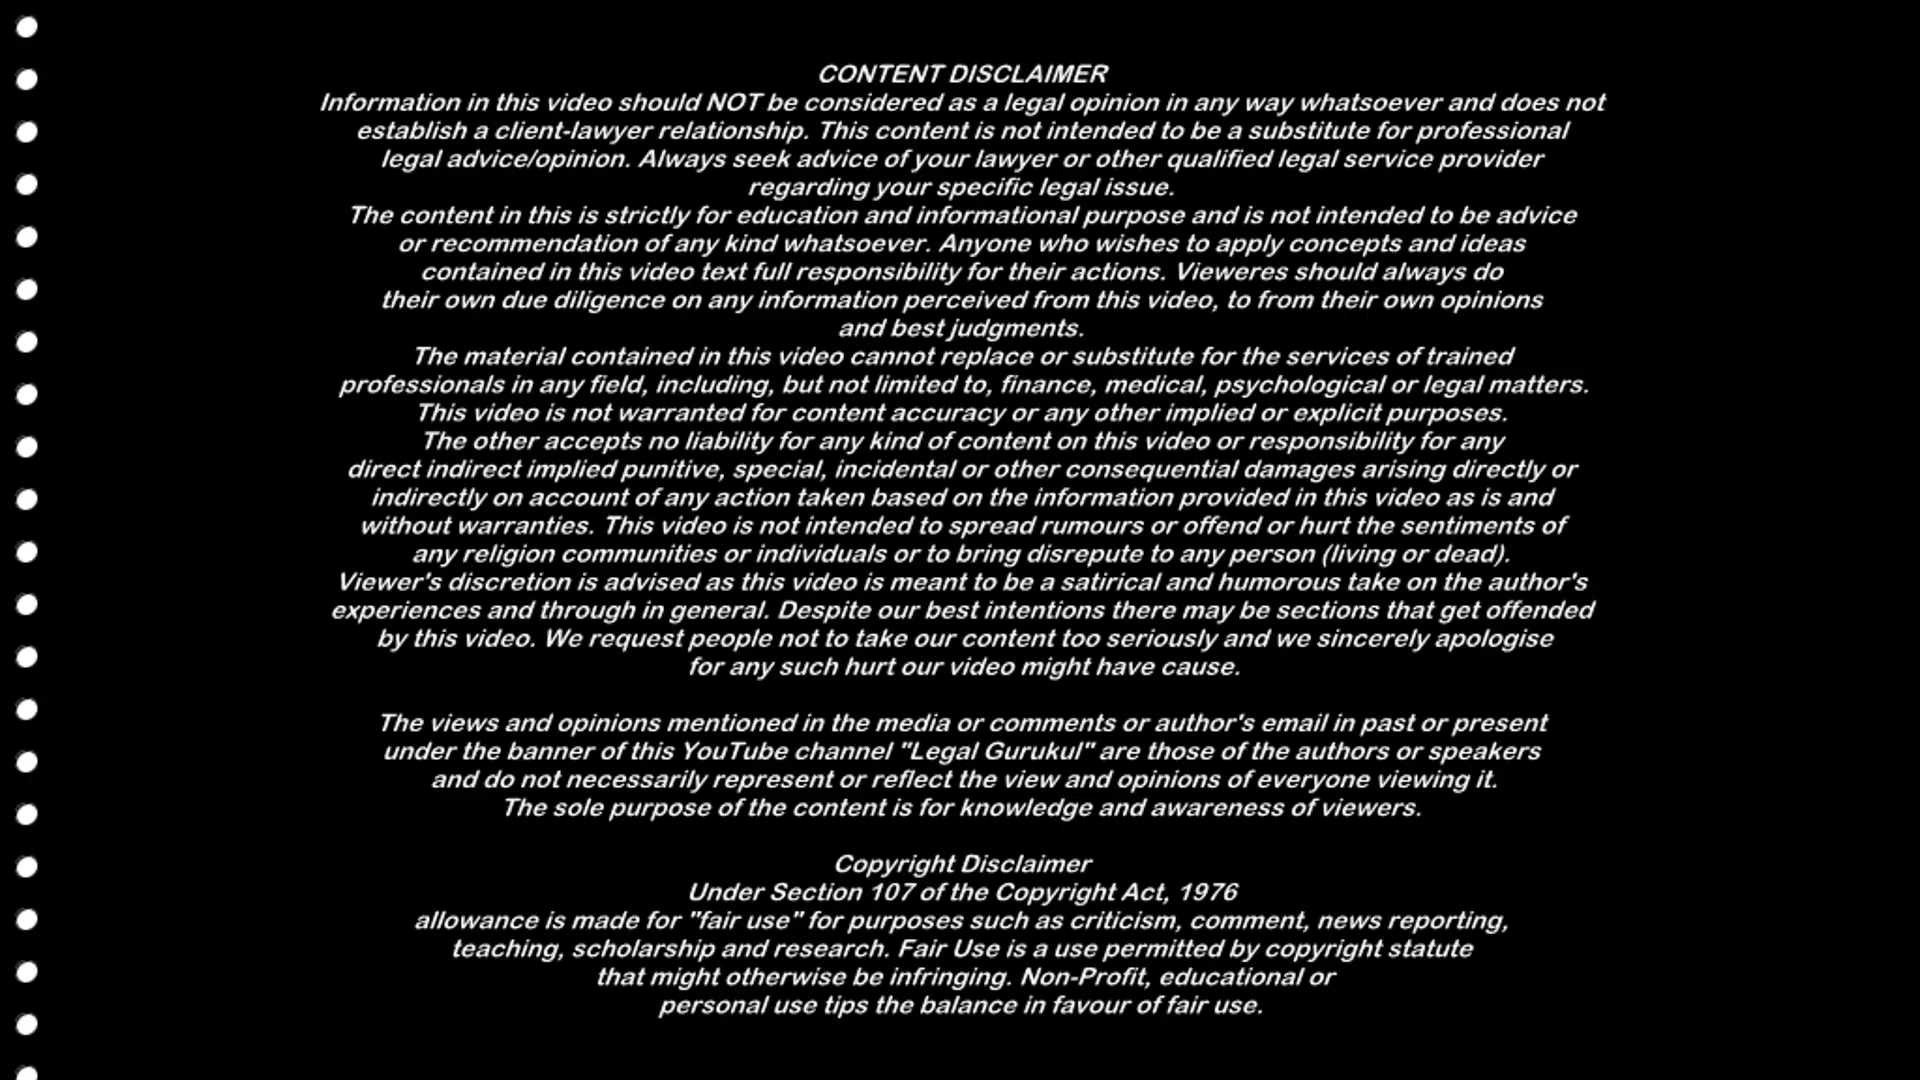 CONTENT DISCLAIMER
Information in this video should NOT be considered as a legal opinion in any way whatsoever and does not
establish a client-lawyer relationship. This content is not intended to be a substitute for professional
legal advice/opinion. Always seek advice of your lawyer or other qualified legal service provider
regarding your specific legal issue.
The content in this is strictly for education and informational purpose and is not intended to be advice
or recommendation of any kind whatsoever. Anyone who wishes to apply concepts and ideas
contained in this video text full responsibility for their actions. Vieweres should always do
their own due diligence on any information perceived from this video, to from their own opinions
and best judgments.
The material contained in this video cannot replace or substitute for the services of trained
professionals in any field, including, but not limited to, finance, medical, psychological or legal matters.
This video is not warranted for content accuracy or any other implied or explicit purposes.
The other accepts no liability for any kind of content on this video or responsibility for any
direct indirect implied punitive, special, incidental or other consequential damages arising directly or
indirectly on account of any action taken based on the information provided in this video as is and
without warranties. This video is not intended to spread rumours or offend or hurt the sentiments of
any religion communities or individuals or to bring disrepute to any person (living or dead).
Viewer's discretion is advised as this video is meant to be a satirical and humorous take on the author's
experiences and through in general. Despite our best intentions there may be sections that get offended
by this video. We request people not to take our content too seriously and we sincerely apologise
for any such hurt our video might have cause.
The views and opinions mentioned in the media or comments or author's email in past or present
under the banner of this YouTube channel "Legal Gurukul" are those of the authors or speakers
and do not necessarily represent or reflect the view and opinions of everyone viewing it.
The sole purpose of the content is for knowledge and awareness of viewers.
Copyright Disclaimer
Under Section 107 of the Copyright Act, 1976
allowance is made for "fair use" for purposes such as criticism, comment, news reporting,
teaching, scholarship and research. Fair Use is a use permitted by copyright statute
that might otherwise be infringing. Non-Profit, educational or
personal use tips the balance in favour of fair use.